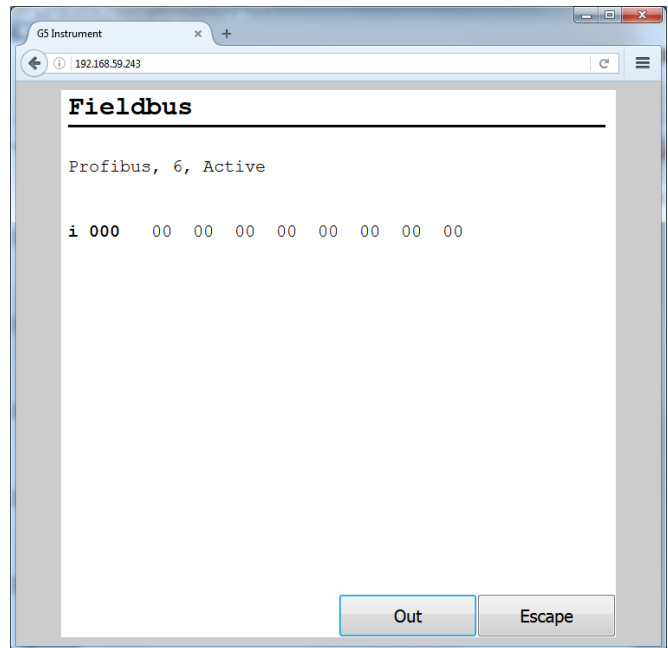 G5 Instrument
192.168.59.243
Fieldbus
Profibus, 6, Active
i 000 00 00 00 00 00 00 00 00
Out Escape